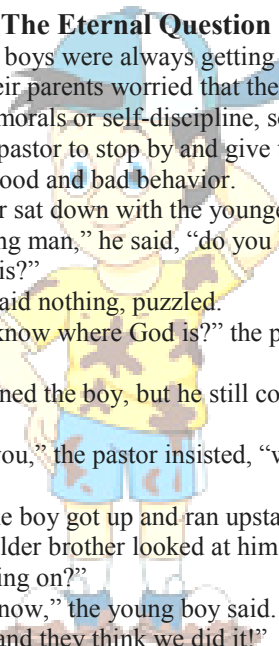 The Eternal Question
boys were always getting
eir parents worried that the
morals or self-discipline, s
pastor to stop by and give
ood and bad behavior.
r sat down with the younge
ng man,” he said, “do you
is?”
aid nothing, puzzled.
know where God is?” the p
ned the boy, but he still co
you,” the pastor insisted, “w
e boy got up and ran upsta
lder brother looked at him
ing on?”
now,” the young boy said.
and they think we did it!”